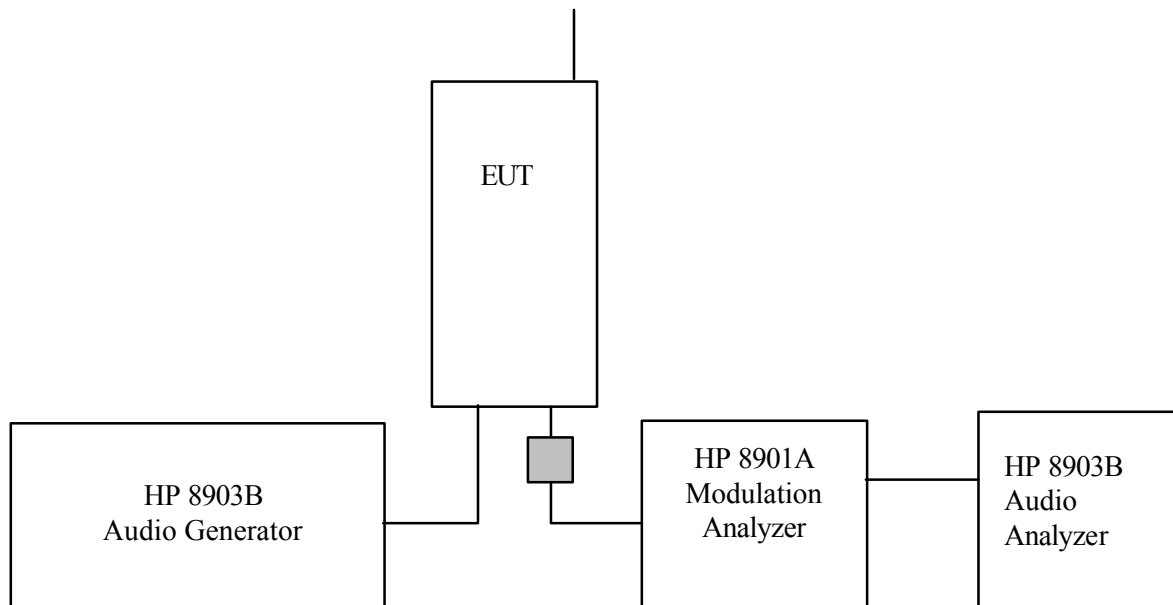 EUT
HP 8903B
Audio Generator
HP 8901A
Modulation
Analyzer
HP 8903B
Audio
Analyzer